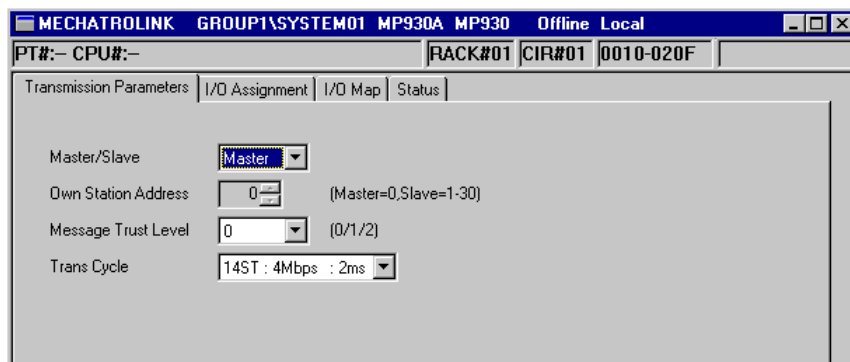 MECHATROLINK GROUP1\SYSTEM01 MP930A MP930 Offline Local
PT#:– CPU#:– RACK#01 CIR#01 0010-020F
Transmission Parameters I/O Assignment I/O Map Status
Master/Slave Master
Own Station Address 0 (Master=0,Slave=1-30)
Message Trust Level 0 (0/1/2)
Trans Cycle 14ST : 4Mbps : 2ms